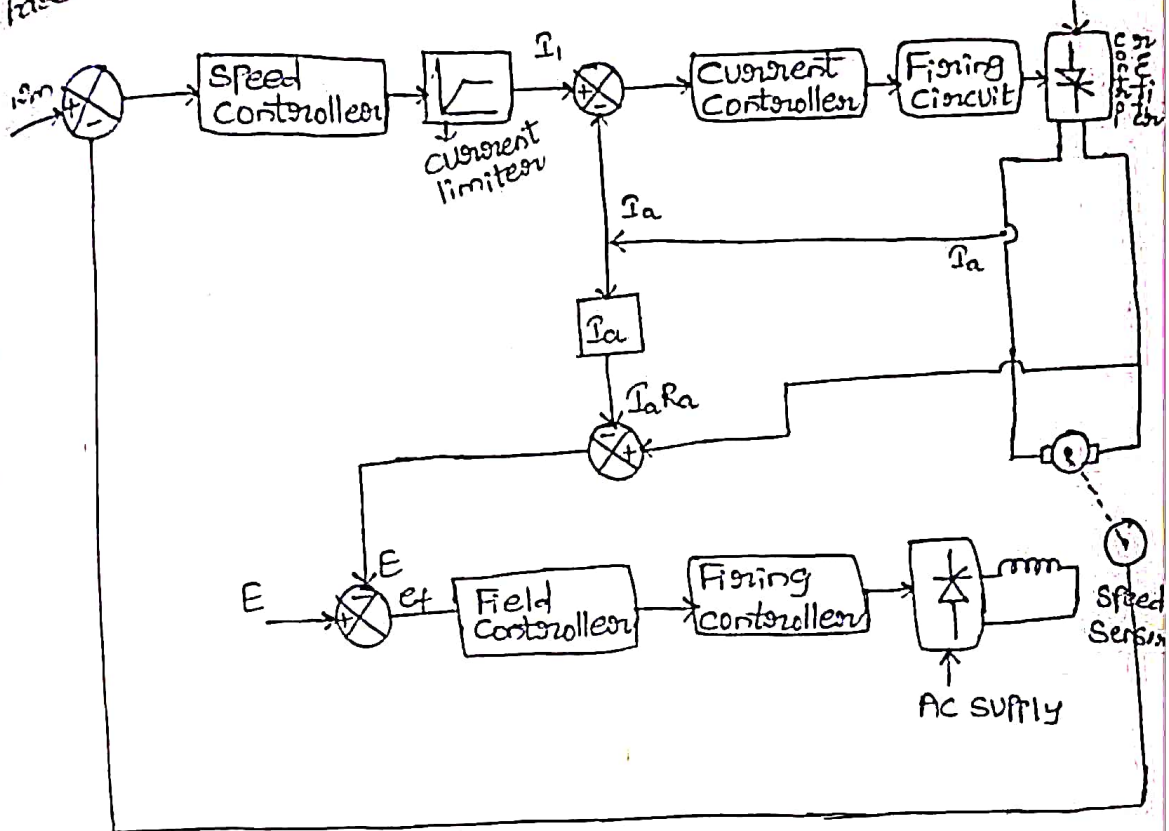 ωm
+
-
Speed
Controller
current
limiter
I1
+
-
Current
Controller
Firing
Circuit
Ia
Ia
Ia
IaRa
-
+
E
E
-
+
ef
Field
Controller
Firing
controller
AC supply
Speed
Sensor